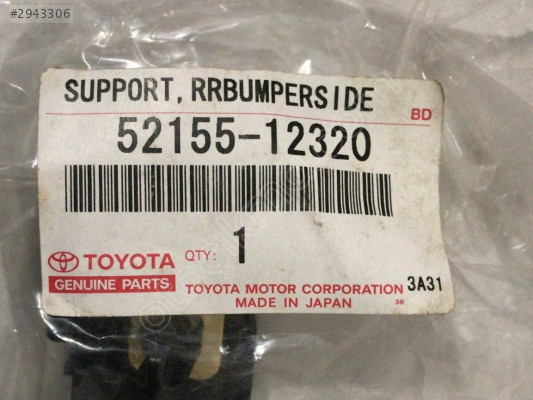 #2943306
SUPPORT, RRBUMPERSIDE
BD
52155-12320
TOYOTA QTY: 1
GENUINE PARTS
TOYOTA MOTOR CORPORATION 3A31
MADE IN JAPAN 38